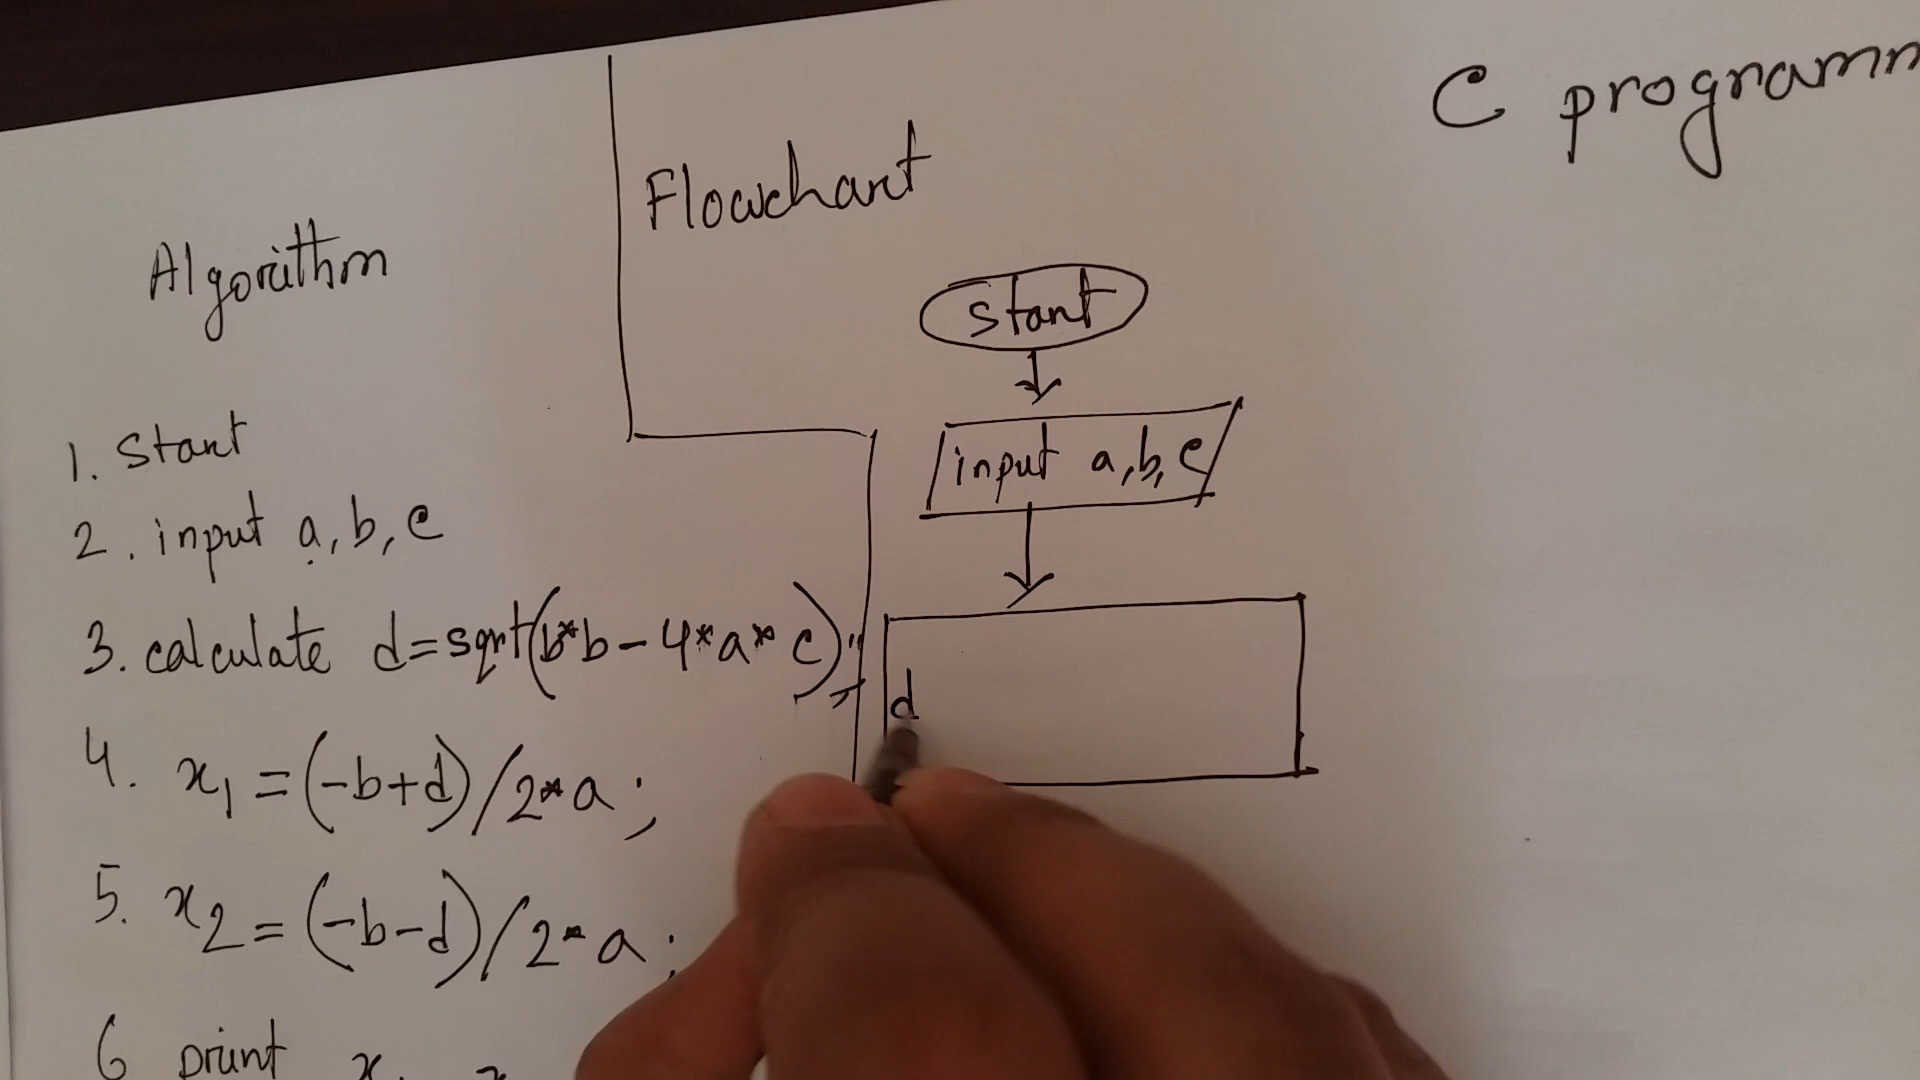 C programm
Flowchart
Algorithm
start
1. start
input a,b,c
2. input a, b, c
3. calculate d=sqrt(b*b-4*a*c);
d
4. x1 = (-b+d)/2*a;
5. x2 = (-b-d)/2*a;
6 print x